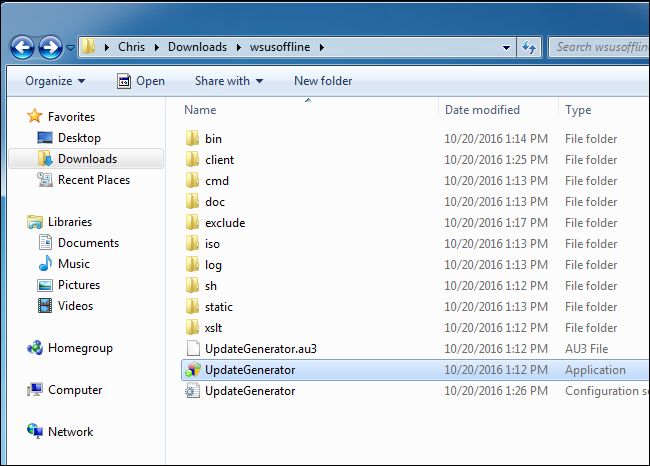 Chris Downloads wsusoffline Search wsusoffline
Organize Open Share with New folder
Favorites
Desktop
Downloads
Recent Places
Libraries
Documents
Music
Pictures
Videos
Homegroup
Computer
Network
Name Date modified Type
bin 10/20/2016 1:14 PM File folder
client 10/20/2016 1:25 PM File folder
cmd 10/20/2016 1:13 PM File folder
doc 10/20/2016 1:13 PM File folder
exclude 10/20/2016 1:17 PM File folder
iso 10/20/2016 1:13 PM File folder
log 10/20/2016 1:13 PM File folder
sh 10/20/2016 1:12 PM File folder
static 10/20/2016 1:13 PM File folder
xslt 10/20/2016 1:12 PM File folder
UpdateGenerator.au3 10/20/2016 1:12 PM AU3 File
UpdateGenerator 10/20/2016 1:12 PM Application
UpdateGenerator 10/20/2016 1:26 PM Configuration se